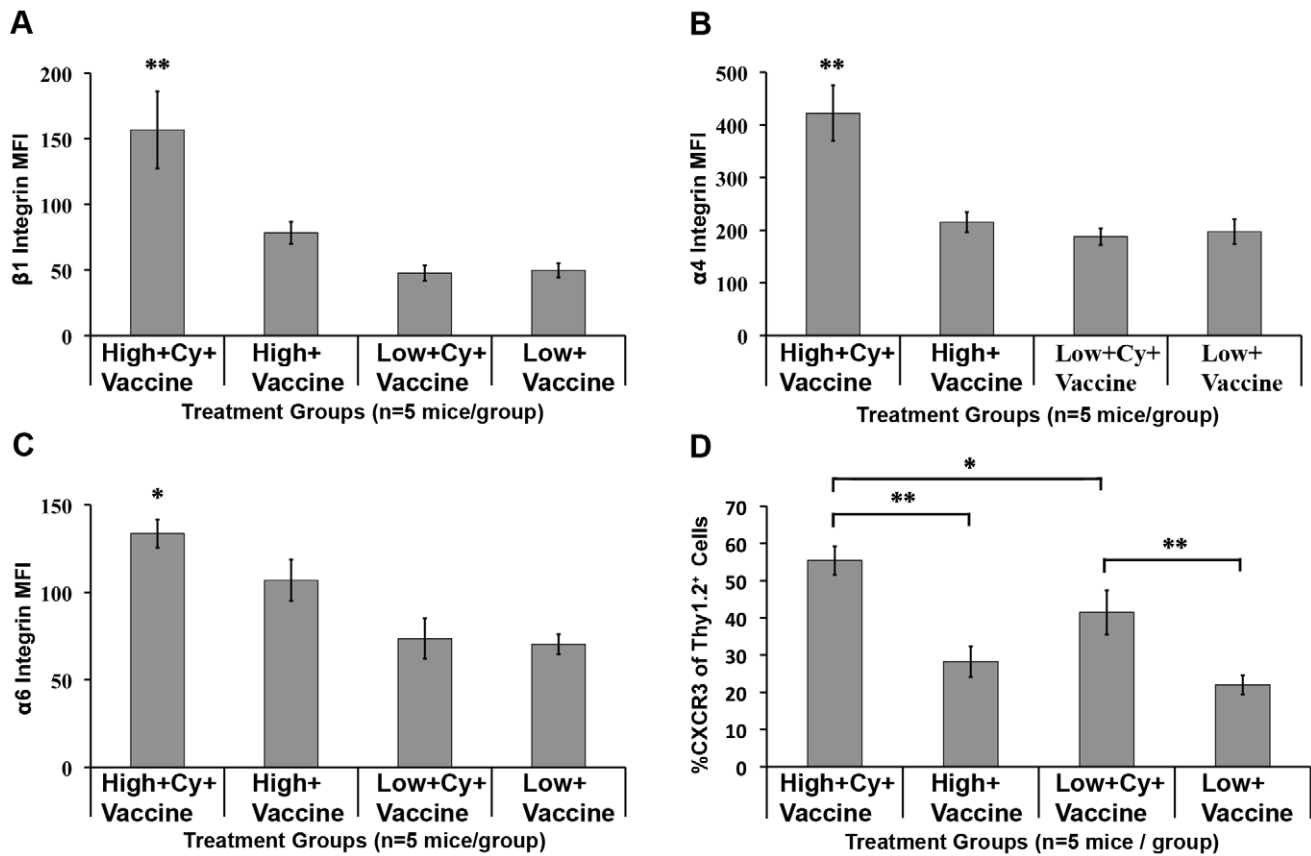 A
**
200
150
100
50
0
β1 Integrin MFI
High+Cy+
Vaccine
High+
Vaccine
Low+Cy+
Vaccine
Low+
Vaccine
Treatment Groups (n=5 mice/group)
B
**
500
400
300
200
100
0
α4 Integrin MFI
High+Cy+
Vaccine
High+
Vaccine
Low+Cy+
Vaccine
Low+
Vaccine
Treatment Groups (n=5 mice/group)
C
*
150
100
50
0
α6 Integrin MFI
High+Cy+
Vaccine
High+
Vaccine
Low+Cy+
Vaccine
Low+
Vaccine
Treatment Groups (n=5 mice/group)
D
*
**
**
70
60
50
40
30
20
10
0
%CXCR3 of Thy1.2⁺ Cells
High+Cy+
Vaccine
High+
Vaccine
Low+Cy+
Vaccine
Low+
Vaccine
Treatment Groups (n=5 mice / group)